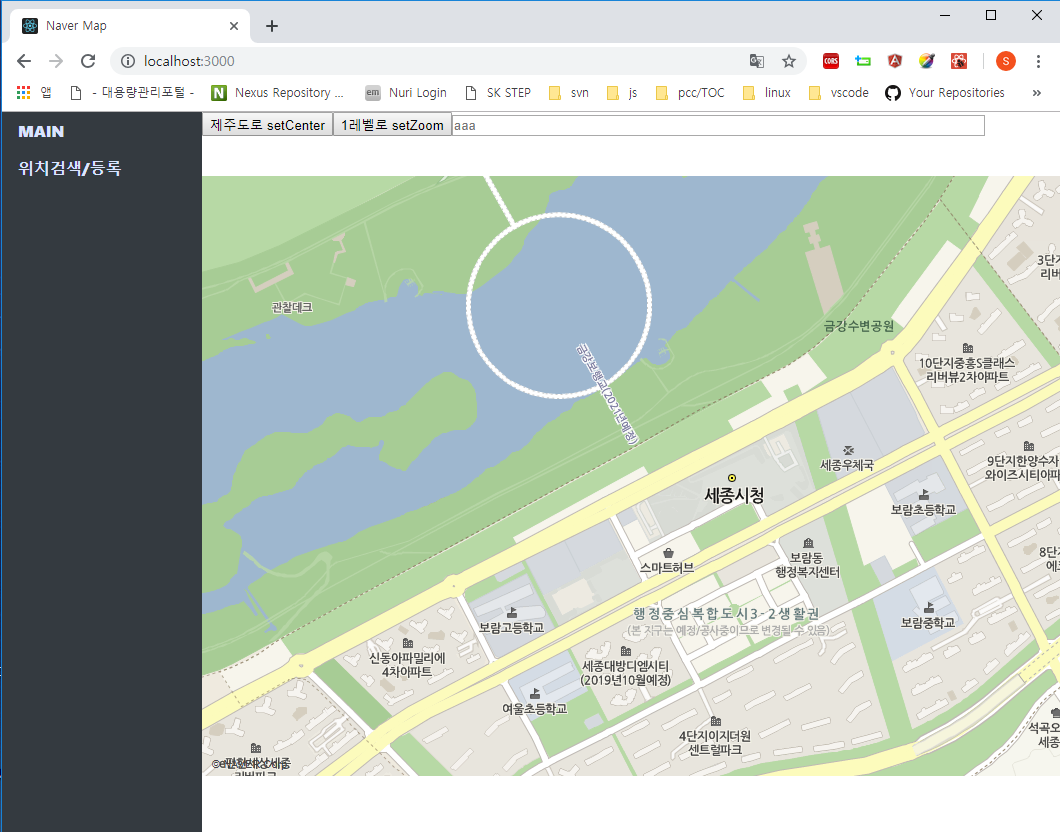 Naver Map
localhost:3000
앱
- 대용량관리포털 -
Nexus Repository ...
em
Nuri Login
SK STEP
svn
js
pcc/TOC
linux
vscode
Your Repositories
»
CORS
S
MAIN
위치검색/등록
제주도로 setCenter
1레벨로 setZoom
aaa
관찰데크
금강보행교(2021년예정)
금강수변공원
3단지
리버
10단지중흥S클래스
리버뷰2차아파트
9단지한양수자
와이즈시티아파
세종우체국
세종시청
보람초등학교
8단지
에코
스마트허브
보람동
행정복지센터
행정중심복합도시3-2생활권
(본 지구는 예정/공사중이므로 변경될 수 있음)
보람고등학교
보람중학교
신동아파밀리에
4차아파트
세종대방디엠시티
(2019년10월예정)
여울초등학교
4단지이지더원
센트럴파크
석곡오
세종